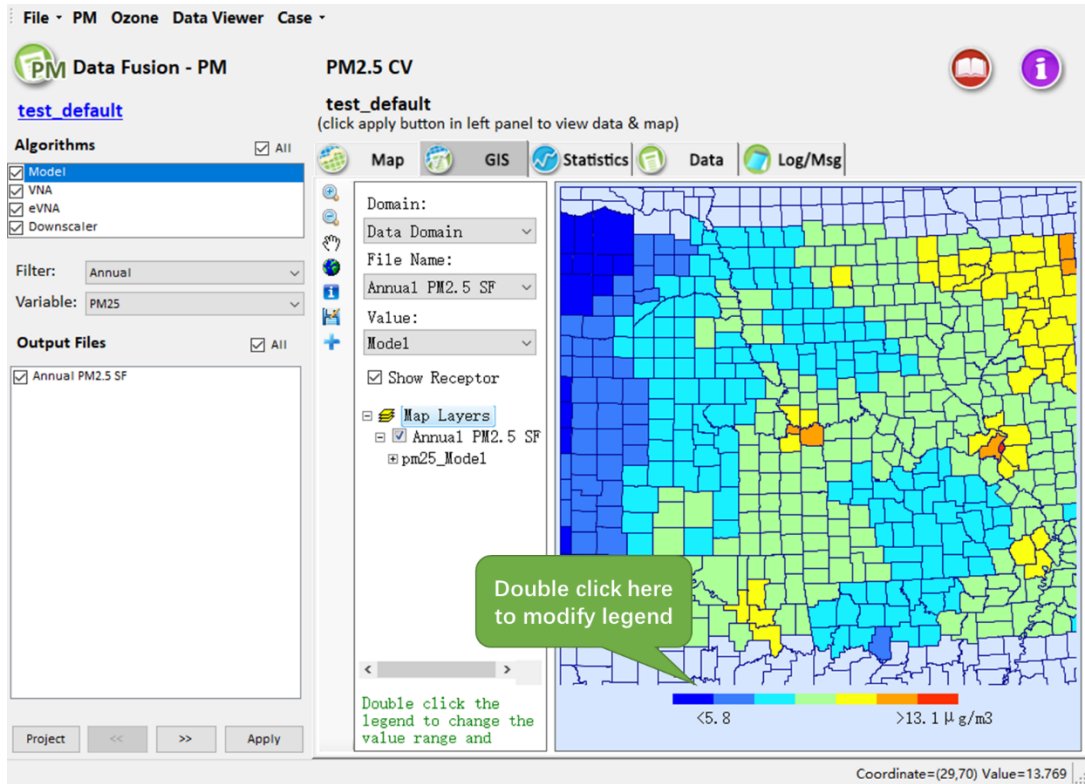 File PM Ozone Data Viewer Case
PM Data Fusion - PM
PM2.5 CV
i
test_default
test_default
(click apply button in left panel to view data & map)
Algorithms
All
Map GIS Statistics Data Log/Msg
Model
VNA
eVNA
Downscaler
Filter: Annual
Variable: PM25
Output Files
All
Annual PM2.5 SF
Domain:
Data Domain
File Name:
Annual PM2.5 SF
Value:
Model
Show Receptor
Map Layers
Annual PM2.5 SF
pm25_Model
Double click here
to modify legend
Double click the
legend to change the
value range and
<5.8 >13.1 μg/m3
Project << >> Apply
Coordinate=(29,70) Value=13.769